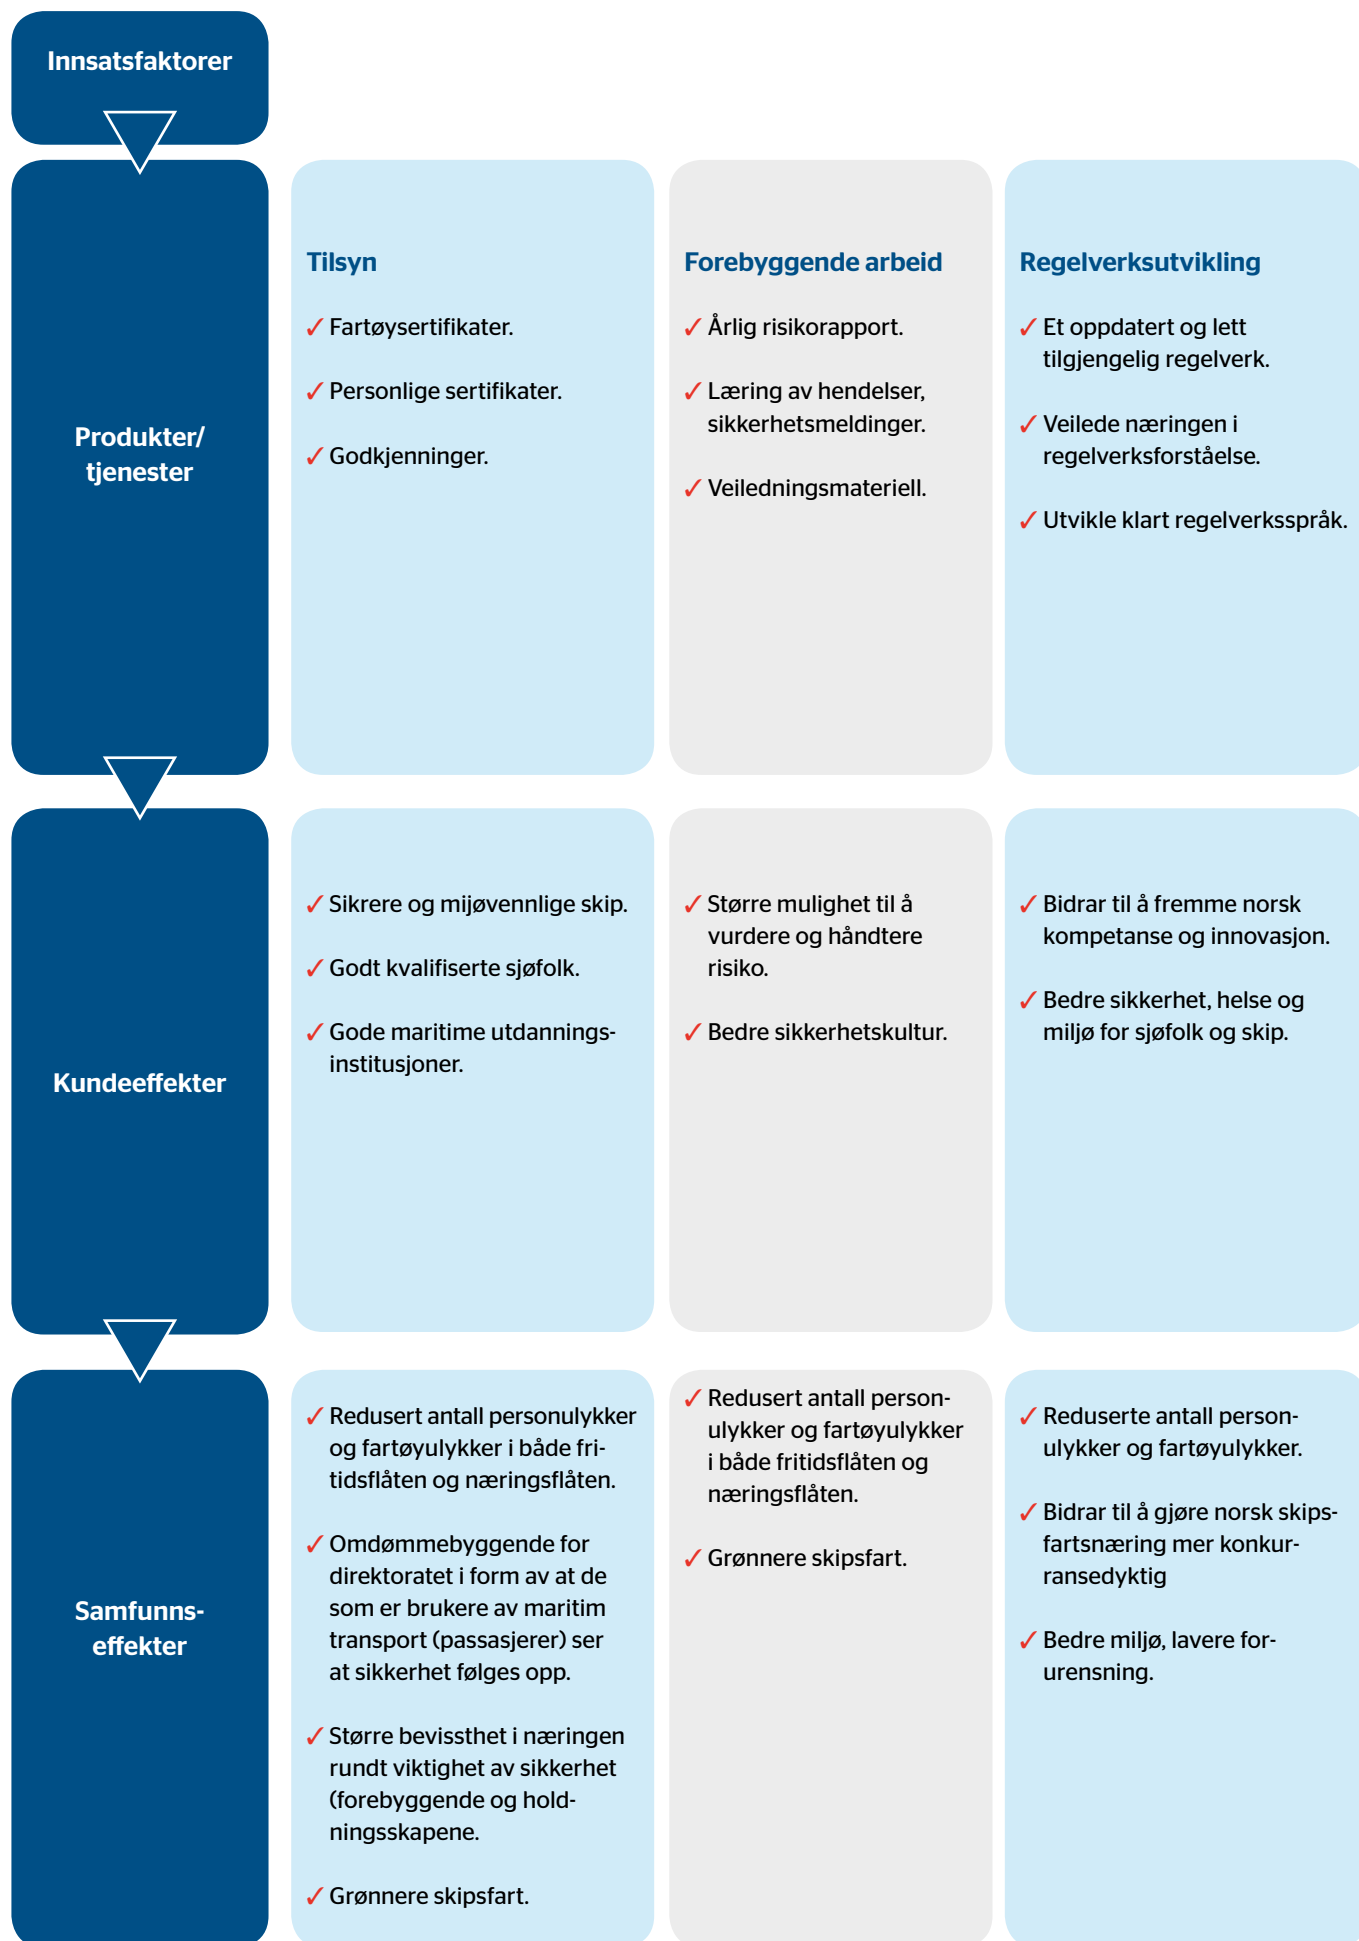 Innsatsfaktorer
Produkter/
tjenester
Tilsyn
✓ Fartøysertifikater.
✓ Personlige sertifikater.
✓ Godkjenninger.
Forebyggende arbeid
✓ Årlig risikorapport.
✓ Læring av hendelser,
sikkerhetsmeldinger.
✓ Veiledningsmateriell.
Regelverksutvikling
✓ Et oppdatert og lett
tilgjengelig regelverk.
✓ Veilede næringen i
regelverksforståelse.
✓ Utvikle klart regelverksspråk.
Kundeeffekter
✓ Sikrere og mijøvennlige skip.
✓ Godt kvalifiserte sjøfolk.
✓ Gode maritime utdannings-
institusjoner.
✓ Større mulighet til å
vurdere og håndtere
risiko.
✓ Bedre sikkerhetskultur.
✓ Bidrar til å fremme norsk
kompetanse og innovasjon.
✓ Bedre sikkerhet, helse og
miljø for sjøfolk og skip.
Samfunns-
effekter
✓ Redusert antall personulykker
og fartøyulykker i både fri-
tidsflåten og næringsflåten.
✓ Omdømmebyggende for
direktoratet i form av at de
som er brukere av maritim
transport (passasjerer) ser
at sikkerhet følges opp.
✓ Større bevissthet i næringen
rundt viktighet av sikkerhet
(forebyggende og hold-
ningsskapene.
✓ Grønnere skipsfart.
✓ Redusert antall person-
ulykker og fartøyulykker
i både fritidsflåten og
næringsflåten.
✓ Grønnere skipsfart.
✓ Reduserte antall person-
ulykker og fartøyulykker.
✓ Bidrar til å gjøre norsk skips-
fartsnæring mer konkur-
ransedyktig
✓ Bedre miljø, lavere for-
urensning.